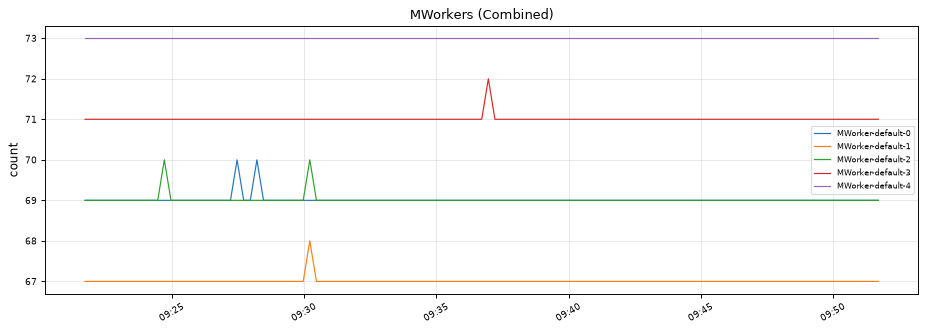 MWorkers (Combined)
73
72
71
70
69
68
67
count
MWorker-default-0
MWorker-default-1
MWorker-default-2
MWorker-default-3
MWorker-default-4
09:25
09:30
09:35
09:40
09:45
09:50